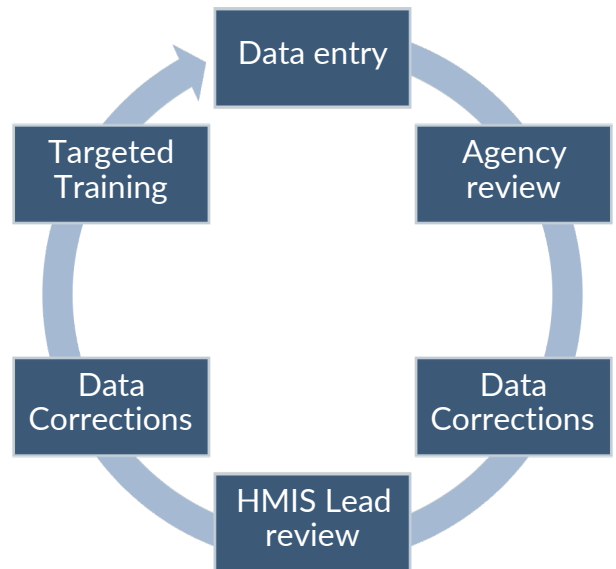 Data entry
Agency
review
Data
Corrections
HMIS Lead
review
Data
Corrections
Targeted
Training